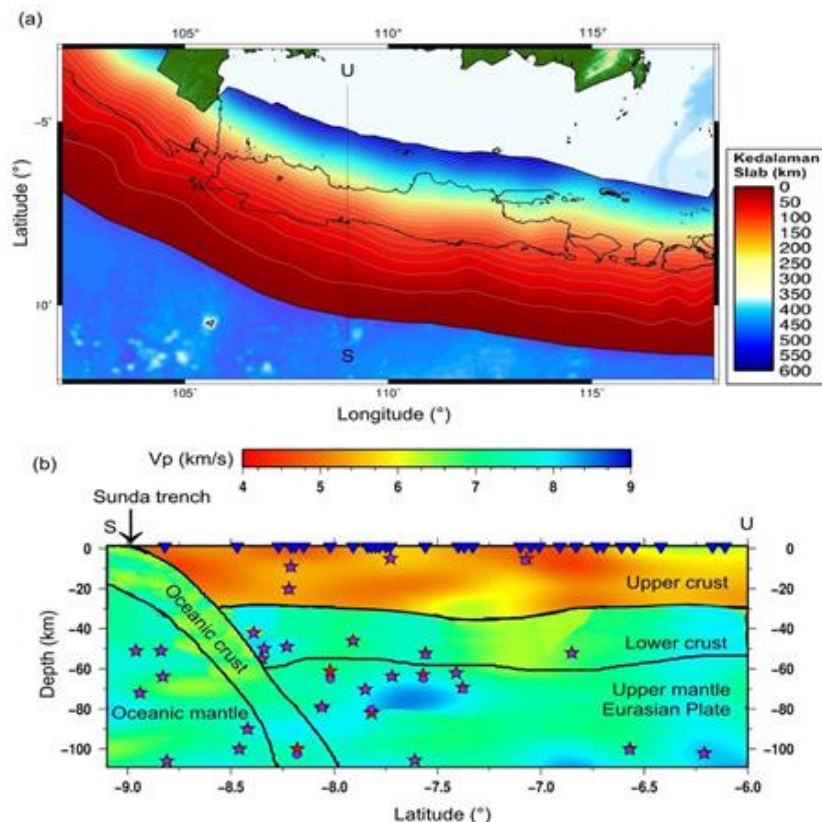 (a)
105°
110°
115°
U
-5°
10°
Latitude (°)
S
105°
110°
115°
Longitude (°)
Kedalaman
Slab (km)
0
50
100
150
200
250
300
350
400
450
500
550
600
(b)
Vp (km/s)
4
5
6
7
8
9
Sunda trench
S
U
0
-20
-40
-60
-80
-100
Depth (km)
Oceanic crust
Oceanic mantle
Upper crust
Lower crust
Upper mantle
Eurasian Plate
0
-20
-40
-60
-80
-100
-9.0
-8.5
-8.0
-7.5
-7.0
-6.5
-6.0
Latitude (°)